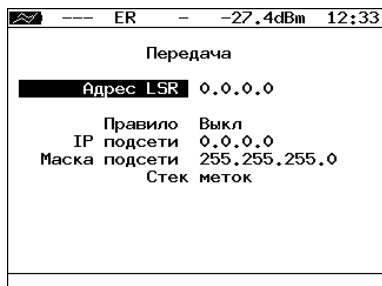 --- ER - -27.4dBm 12:33
Передача
Адрес LSR 0.0.0.0
Правило Выкл
IP подсети 0.0.0.0
Маска подсети 255.255.255.0
Стек меток